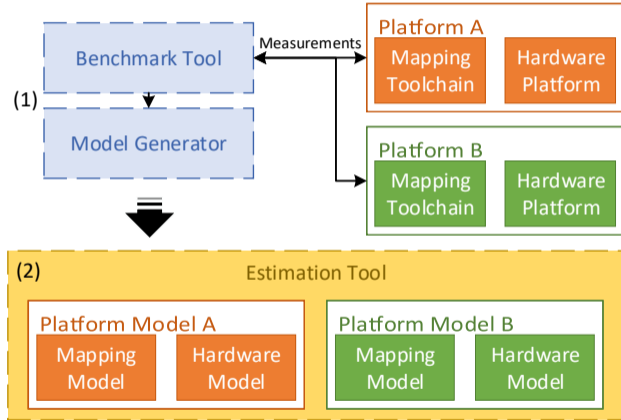 Benchmark Tool
Measurements
Platform A
Mapping
Toolchain
Hardware
Platform
(1)
Model Generator
Platform B
Mapping
Toolchain
Hardware
Platform
(2)
Estimation Tool
Platform Model A
Mapping
Model
Hardware
Model
Platform Model B
Mapping
Model
Hardware
Model